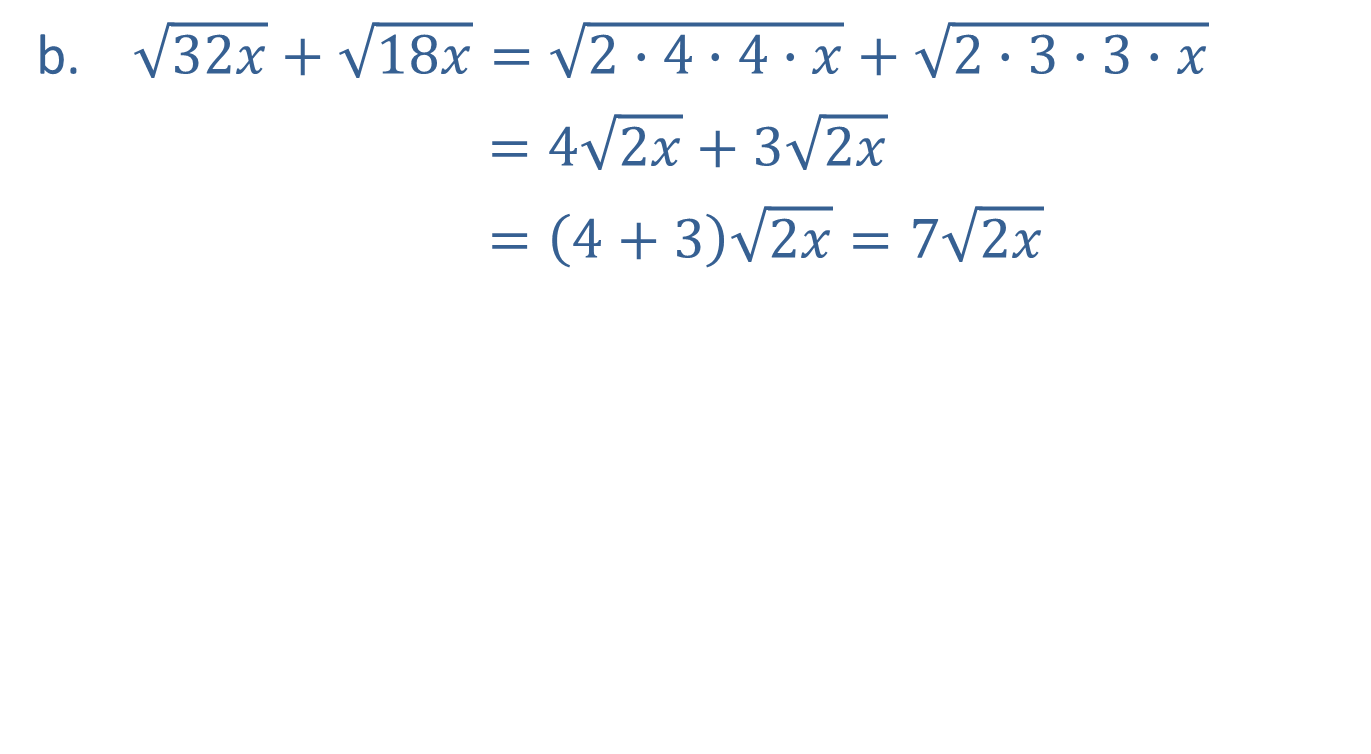 b. √32x + √18x = √2 · 4 · 4 · x + √2 · 3 · 3 · x
= 4√2x + 3√2x
= (4 + 3)√2x = 7√2x